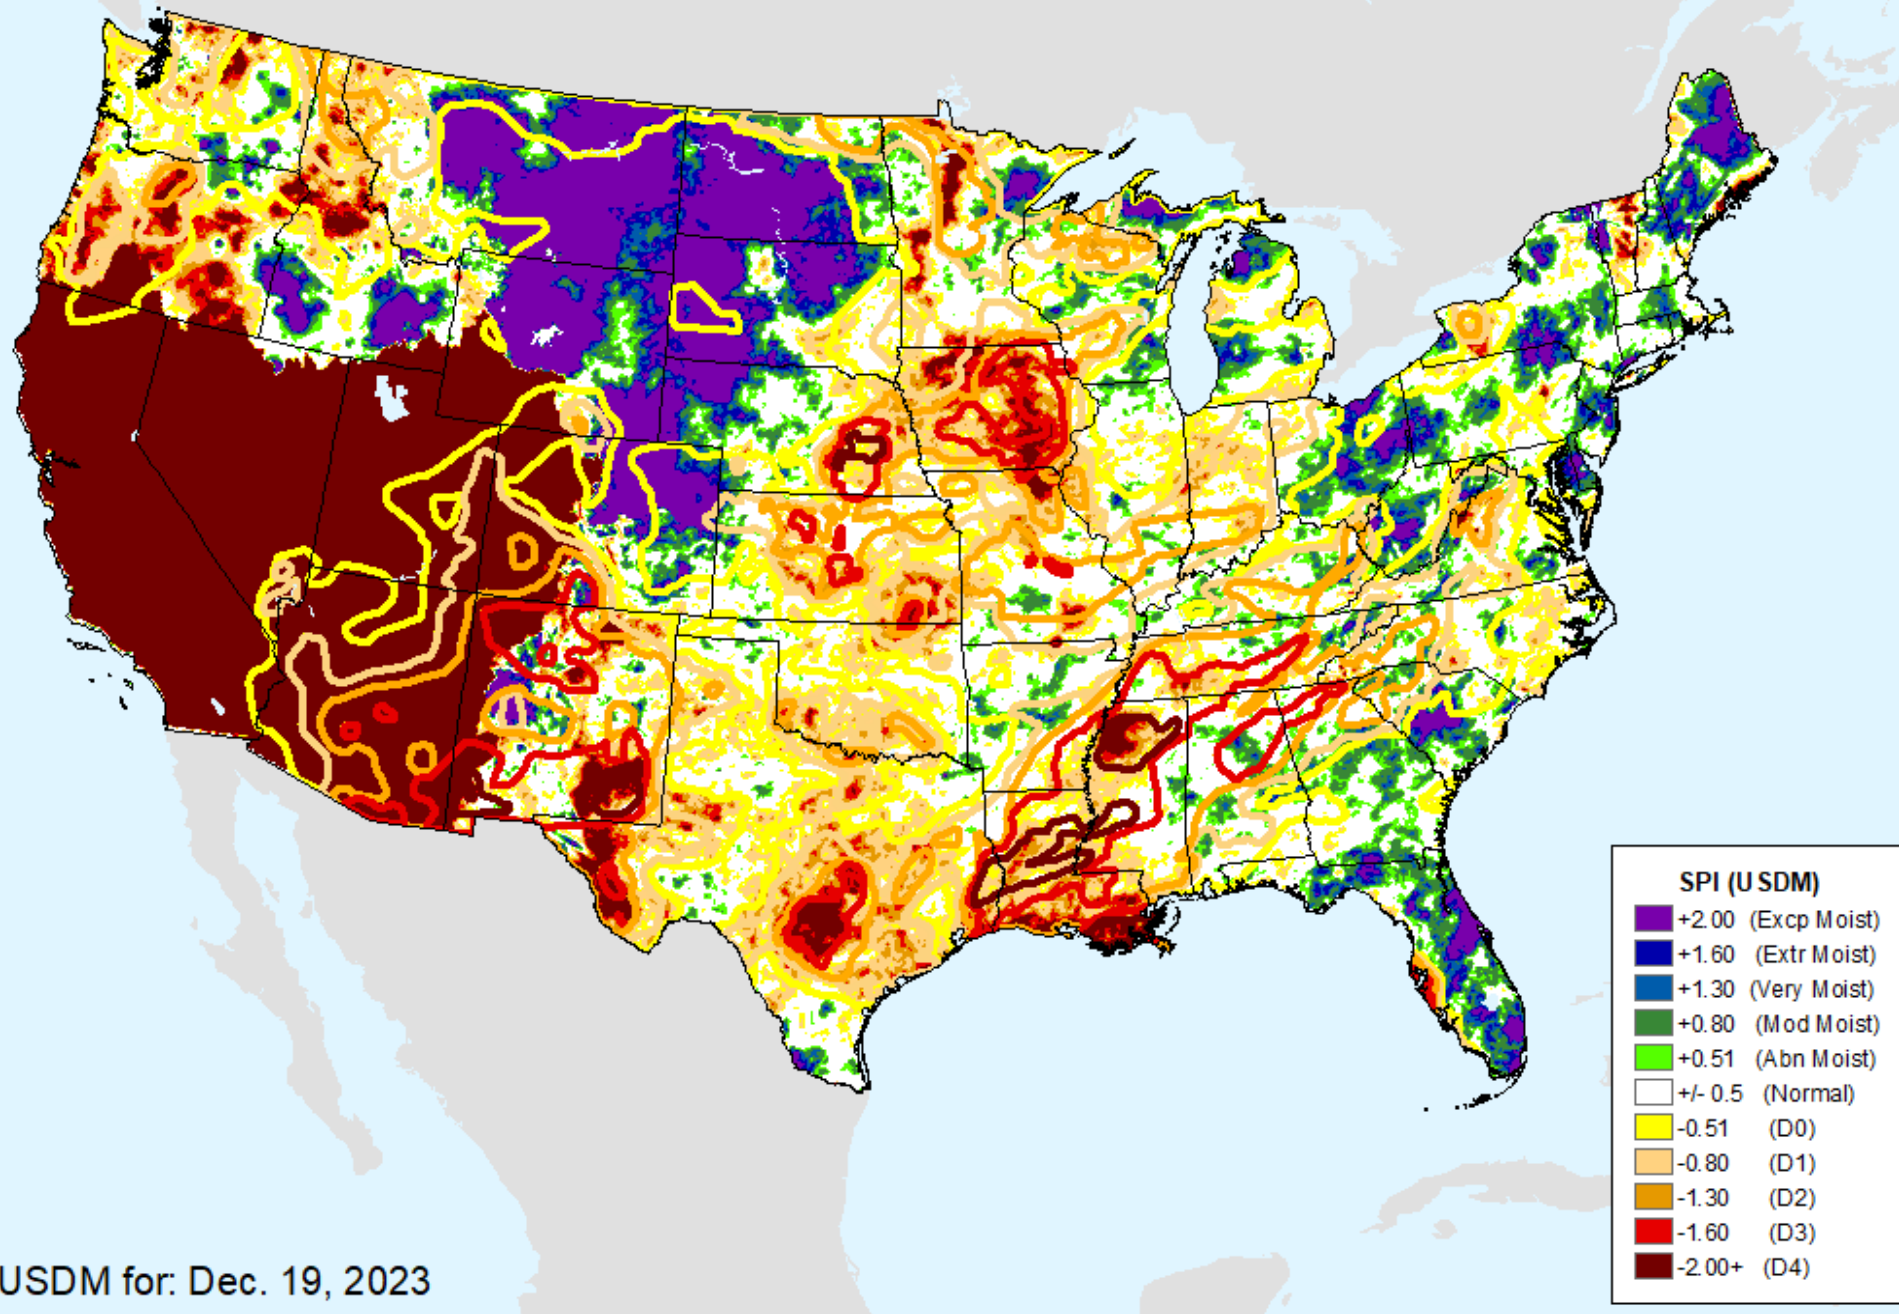 SPI (USDM)
+2.00 (Excp Moist)
+1.60 (Extr Moist)
+1.30 (Very Moist)
+0.80 (Mod Moist)
+0.51 (Abn Moist)
+/- 0.5 (Normal)
-0.51 (D0)
-0.80 (D1)
-1.30 (D2)
-1.60 (D3)
-2.00+ (D4)
USDM for: Dec. 19, 2023